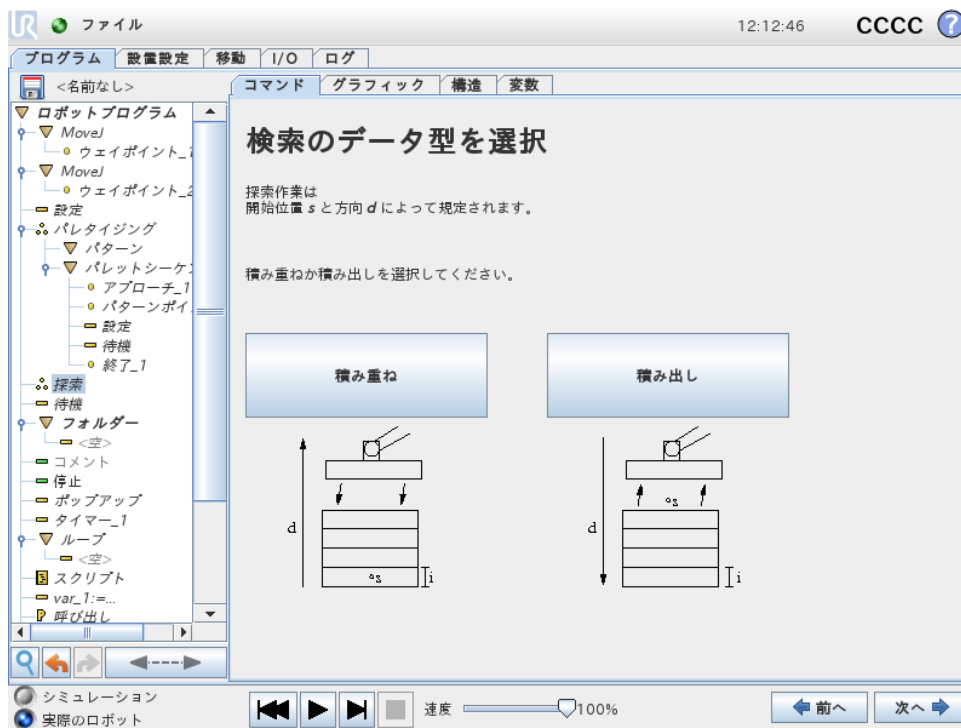 UR ファイル 12:12:46 CCCC ?
プログラム 設置設定 移動 I/O ログ
<名前なし>
コマンド グラフィック 構造 変数
ロボットプログラム
MoveJ
ウェイポイント_1
MoveJ
ウェイポイント_2
設定
パレタイジング
パターン
パレットシーケン
アプローチ_1
パターンポイ
設定
待機
終了_1
探索
待機
フォルダー
<空>
コメント
停止
ポップアップ
タイマー_1
ループ
<空>
スクリプト
var_1:=...
呼び出し
検索のデータ型を選択
探索作業は
開始位置 s と方向 d によって規定されます。
積み重ねか積み出しを選択してください。
積み重ね 積み出し
d s i
d s i
シミュレーション
実際のロボット
速度 100%
前へ 次へ